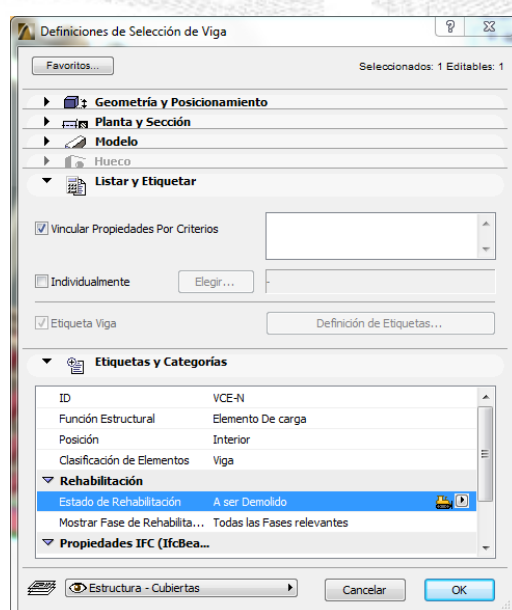 Definiciones de Selección de Viga
Favoritos...
Seleccionados: 1 Editables: 1
Geometría y Posicionamiento
Planta y Sección
Modelo
Hueco
Listar y Etiquetar
Vincular Propiedades Por Criterios
Individualmente Elegir... -
Etiqueta Viga Definición de Etiquetas...
Etiquetas y Categorías
ID VCE-N
Función Estructural Elemento De carga
Posición Interior
Clasificación de Elementos Viga
Rehabilitación
Estado de Rehabilitación A ser Demolido
Mostrar Fase de Rehabilita... Todas las Fases relevantes
Propiedades IFC (IfcBea...
Estructura - Cubiertas Cancelar OK